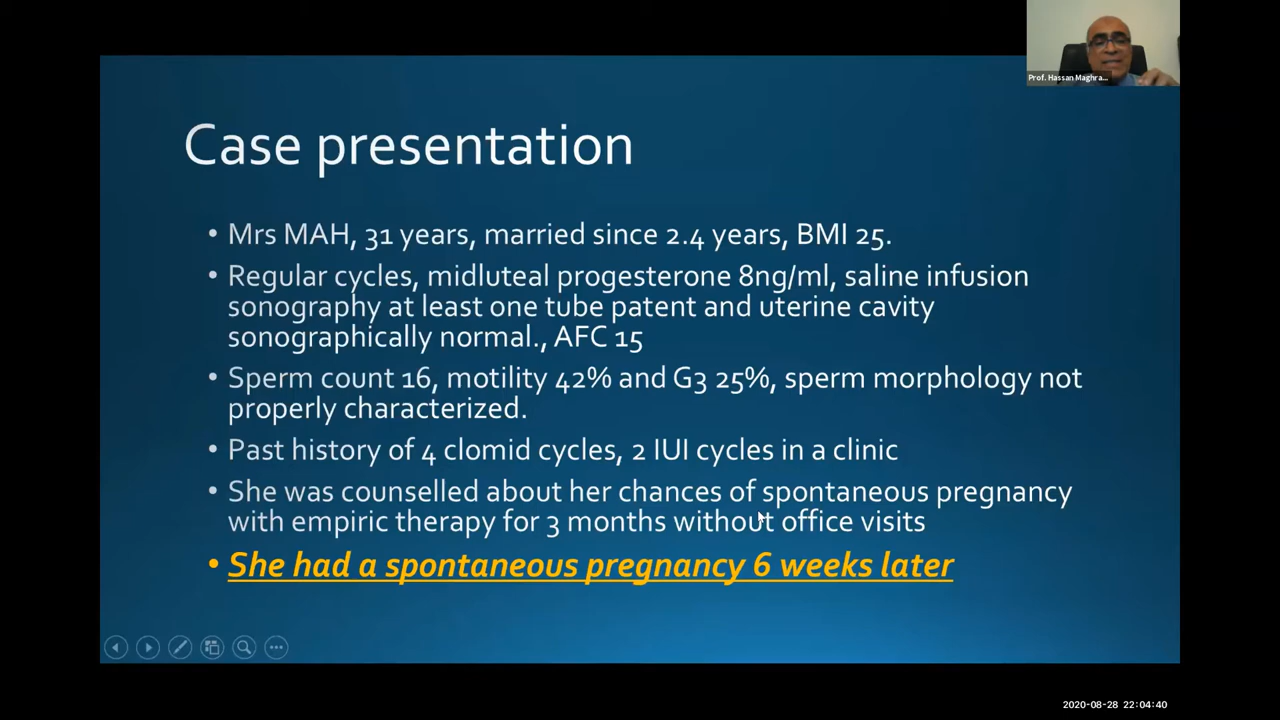 Prof. Hassan Maghra...
Case presentation
• Mrs MAH, 31 years, married since 2.4 years, BMI 25.
• Regular cycles, midluteal progesterone 8ng/ml, saline infusion
sonography at least one tube patent and uterine cavity
sonographically normal., AFC 15
• Sperm count 16, motility 42% and G3 25%, sperm morphology not
properly characterized.
• Past history of 4 clomid cycles, 2 IUI cycles in a clinic
• She was counselled about her chances of spontaneous pregnancy
with empiric therapy for 3 months without office visits
• She had a spontaneous pregnancy 6 weeks later
2020-08-28 22:04:40